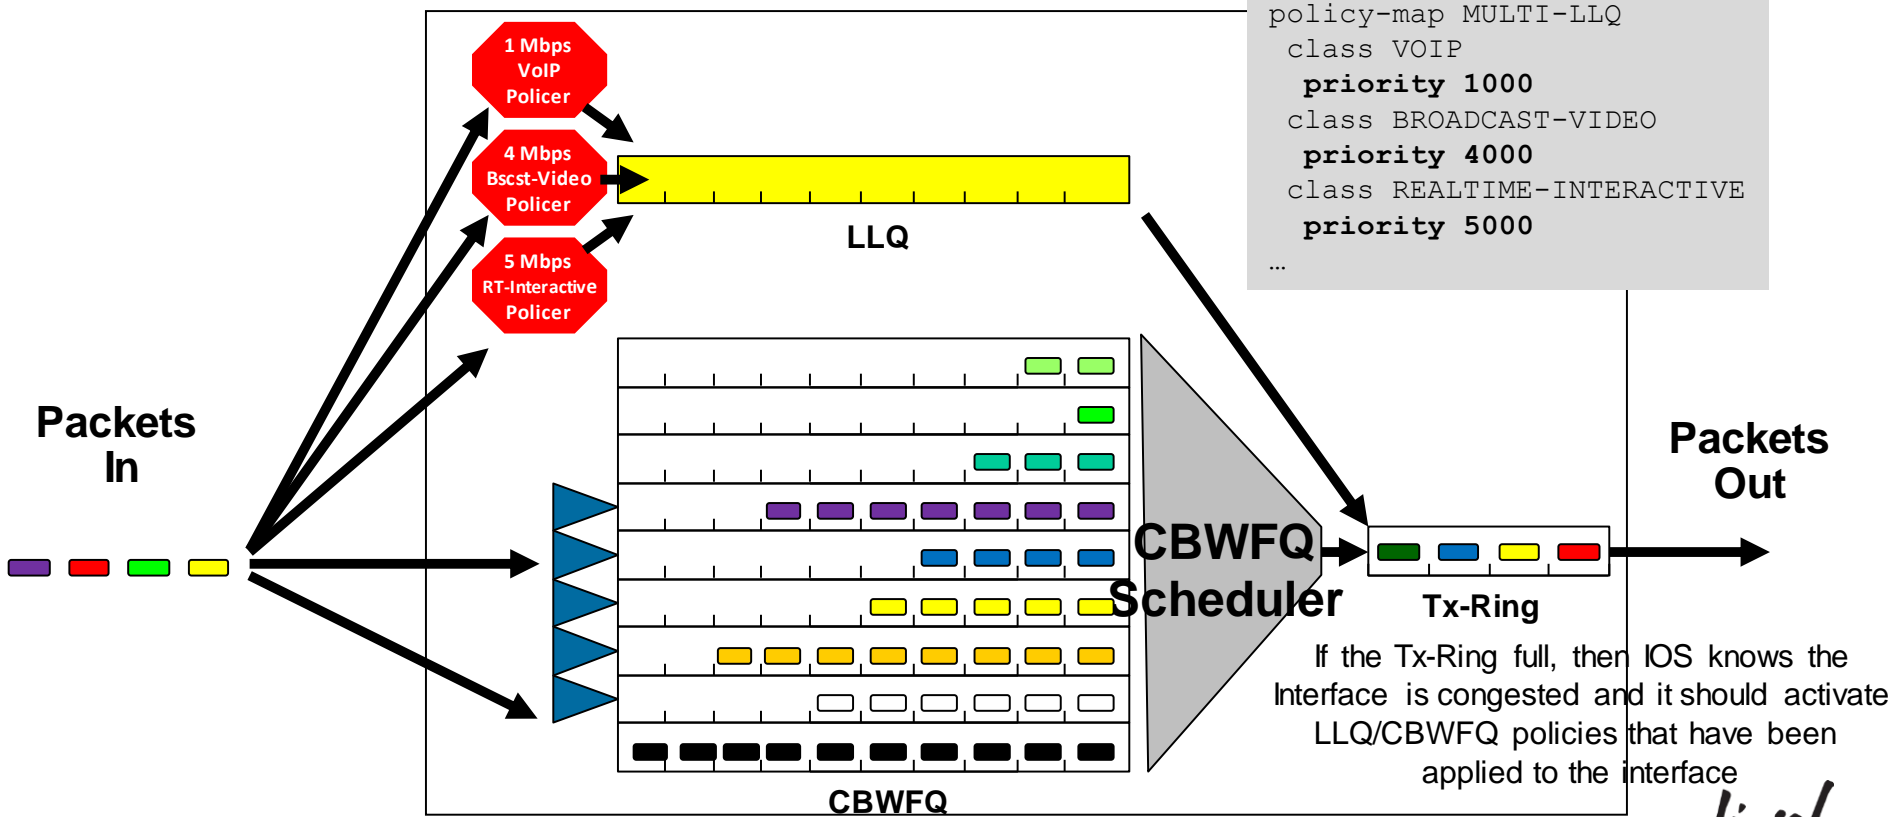 policy-map MULTI-LLQ
class VOIP
priority 1000
class BROADCAST-VIDEO
priority 4000
class REALTIME-INTERACTIVE
priority 5000
…
1 Mbps
VoIP
Policer
4 Mbps
Bscst-Video
Policer
5 Mbps
RT-Interactive
Policer
LLQ
Packets
In
CBWFQ
Scheduler
CBWFQ
Packets
Out
Tx-Ring
If the Tx-Ring full, then IOS knows the
Interface is congested and it should activate
LLQ/CBWFQ policies that have been
applied to the interface